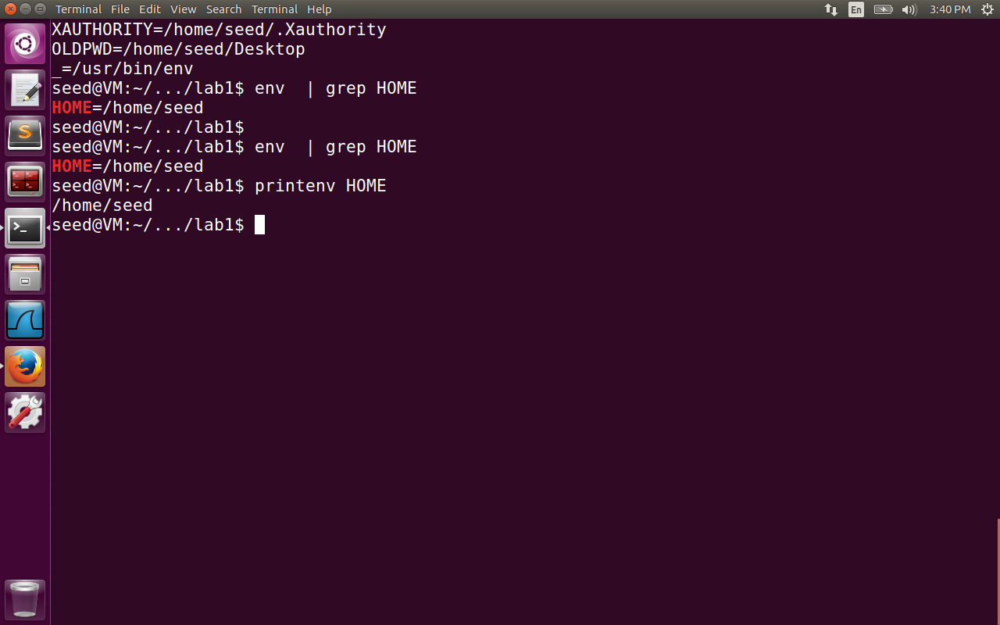 Terminal File Edit View Search Terminal Help En 3:40 PM
XAUTHORITY=/home/seed/.Xauthority
OLDPWD=/home/seed/Desktop
_=/usr/bin/env
seed@VM:~/.../lab1$ env  | grep HOME
HOME=/home/seed
seed@VM:~/.../lab1$
seed@VM:~/.../lab1$ env  | grep HOME
HOME=/home/seed
seed@VM:~/.../lab1$ printenv HOME
/home/seed
seed@VM:~/.../lab1$